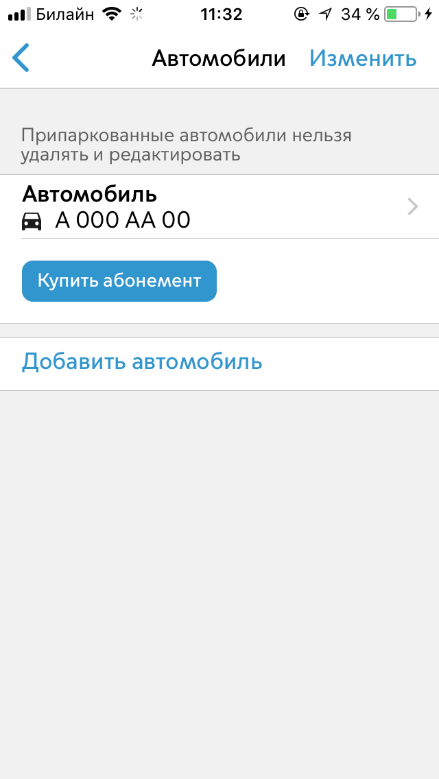 Билайн 11:32 34 %
Автомобили Изменить
Припаркованные автомобили нельзя
удалять и редактировать
Автомобиль
А 000 АА 00
Купить абонемент
Добавить автомобиль